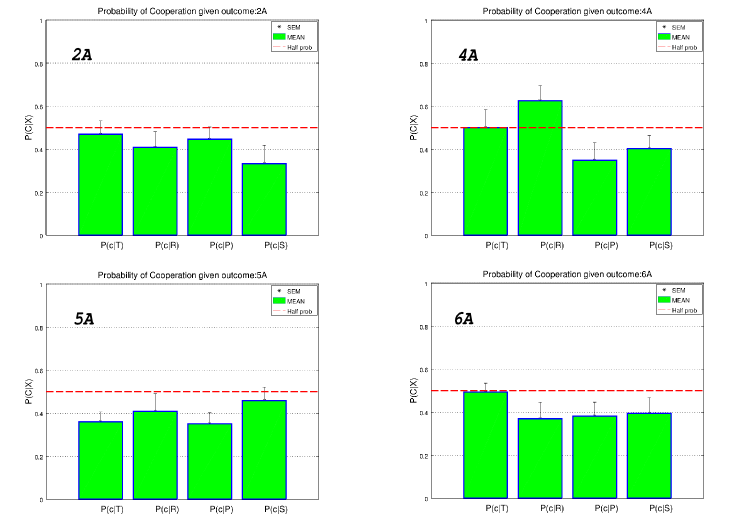 Probability of Cooperation given outcome:2A
SEM
MEAN
Half prob
2A
P(C|X)
1
0.8
0.6
0.4
0.2
0
P(c|T) P(c|R) P(c|P) P(c|S)
Probability of Cooperation given outcome:4A
SEM
MEAN
Half prob
4A
P(C|X)
1
0.8
0.6
0.4
0.2
0
P(c|T) P(c|R) P(c|P) P(c|S)
Probability of Cooperation given outcome:5A
SEM
MEAN
Half prob
5A
P(C|X)
1
0.8
0.6
0.4
0.2
0
P(c|T) P(c|R) P(c|P) P(c|S)
Probability of Cooperation given outcome:6A
SEM
MEAN
Half prob
6A
P(C|X)
1
0.8
0.6
0.4
0.2
0
P(c|T) P(c|R) P(c|P) P(c|S)